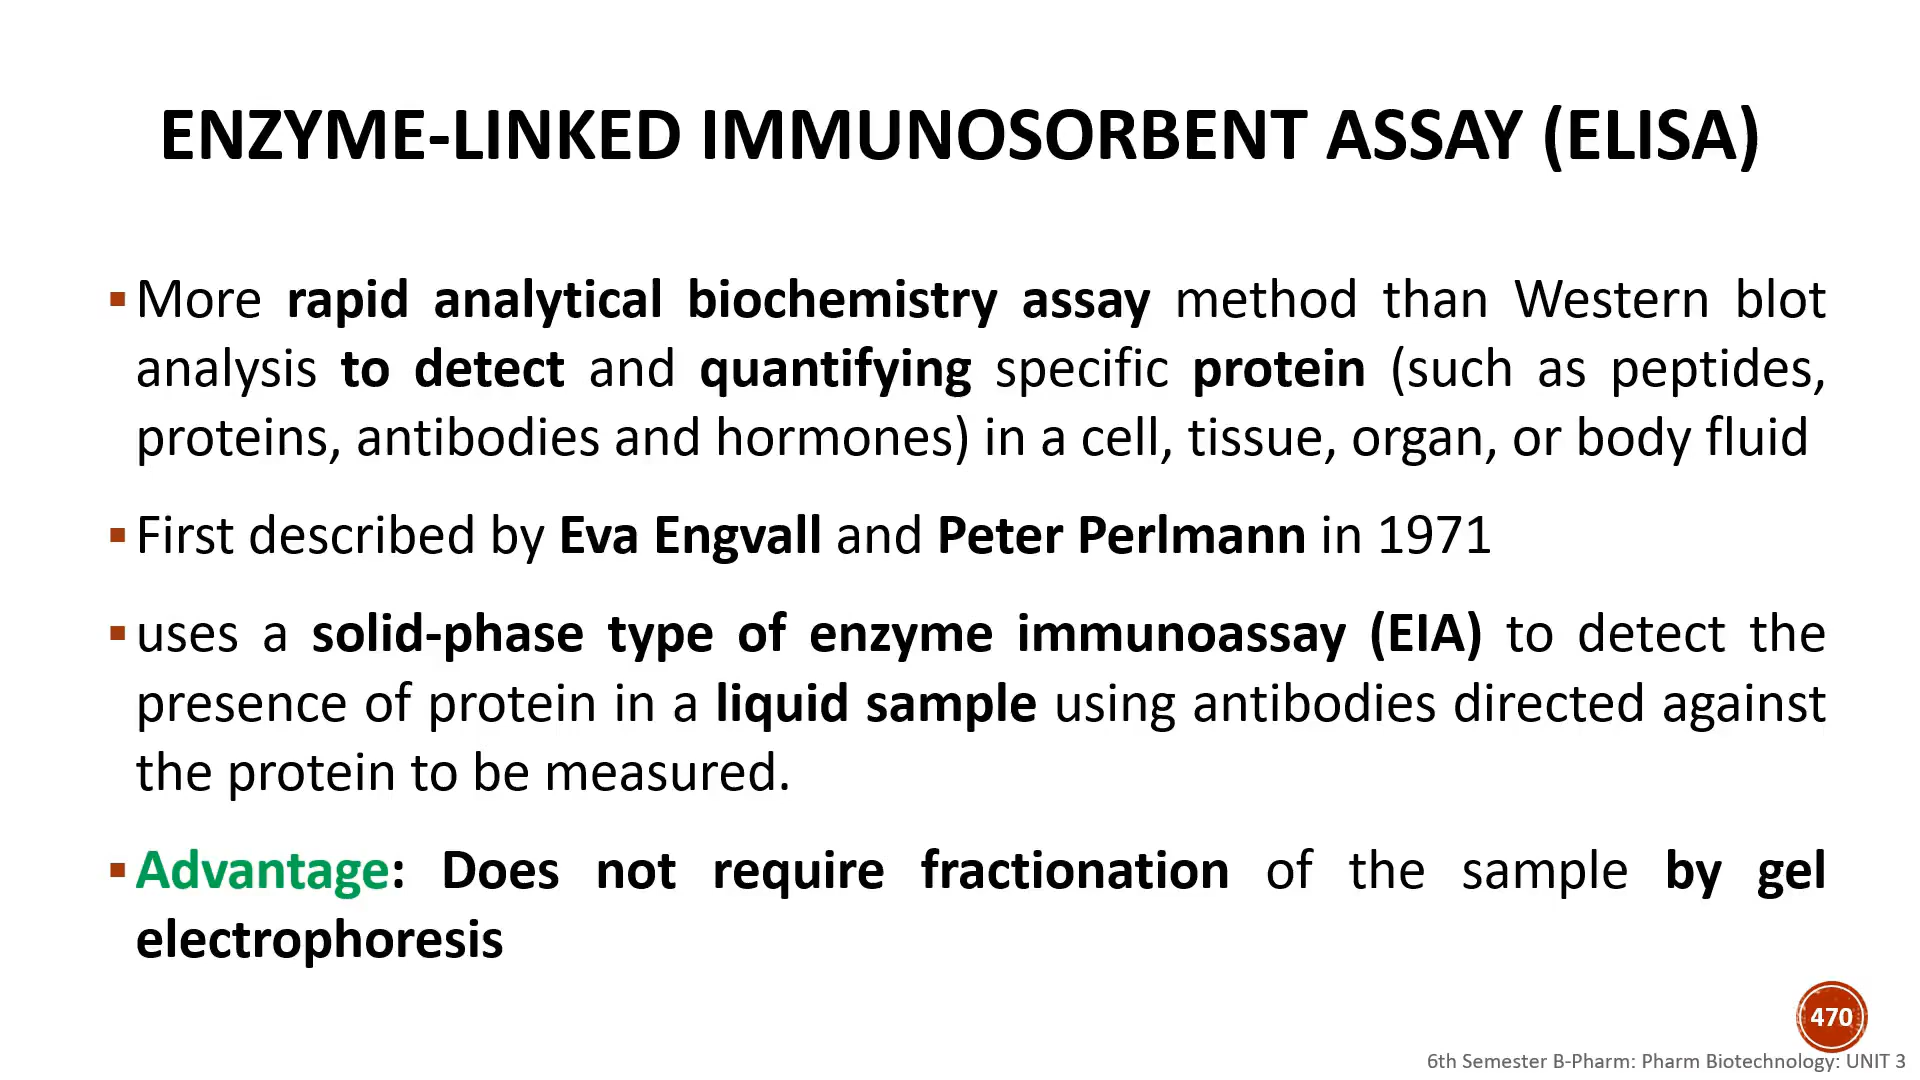 ENZYME-LINKED IMMUNOSORBENT ASSAY (ELISA)
▪More rapid analytical biochemistry assay method than Western blot
analysis to detect and quantifying specific protein (such as peptides,
proteins, antibodies and hormones) in a cell, tissue, organ, or body fluid
▪First described by Eva Engvall and Peter Perlmann in 1971
▪uses a solid-phase type of enzyme immunoassay (EIA) to detect the
presence of protein in a liquid sample using antibodies directed against
the protein to be measured.
▪Advantage: Does not require fractionation of the sample by gel
electrophoresis
470
6th Semester B-Pharm: Pharm Biotechnology: UNIT 3